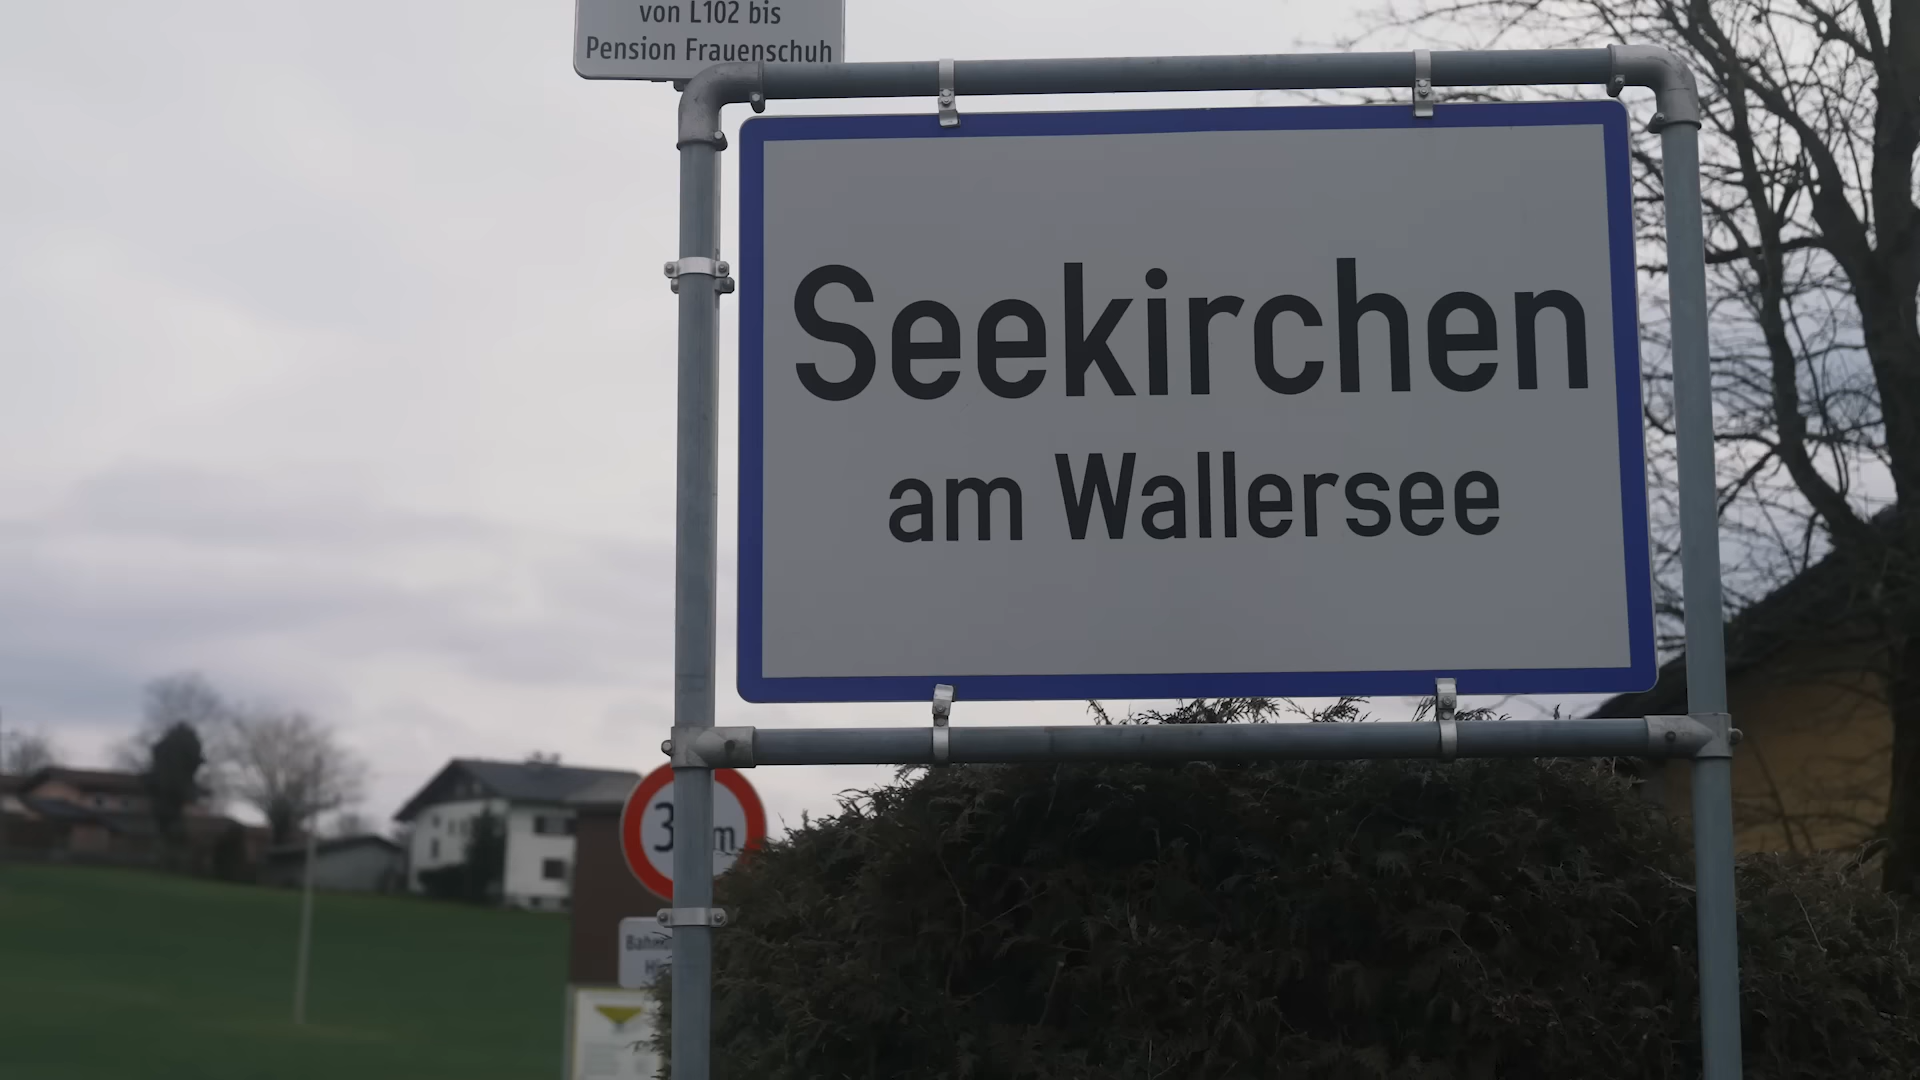 von L102 bis
Pension Frauenschuh
Seekirchen
am Wallersee